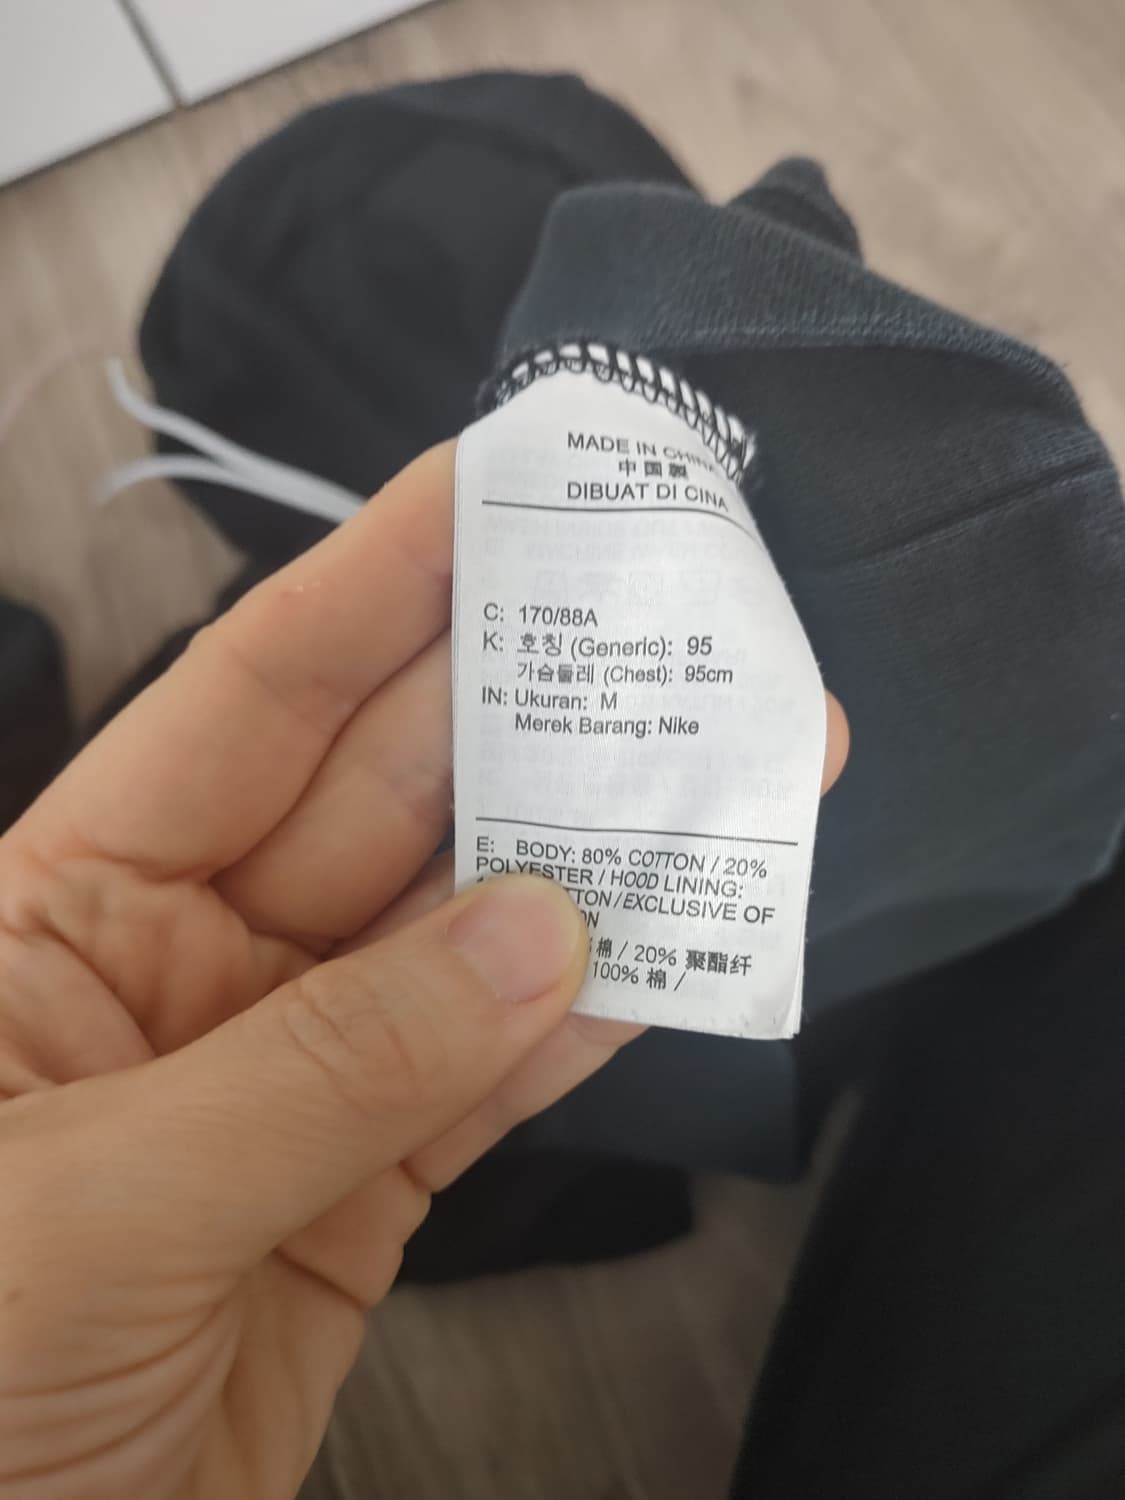 MADE IN CHINA
中国製
DIBUAT DI CINA
C: 170/88A
K: 호칭 (Generic): 95
가슴둘레 (Chest): 95cm
IN: Ukuran: M
Merek Barang: Nike
E: BODY: 80% COTTON / 20%
POLYESTER / HOOD LINING:
/ EXCLUSIVE OF
棉 / 20% 聚酯纤
100% 棉 /